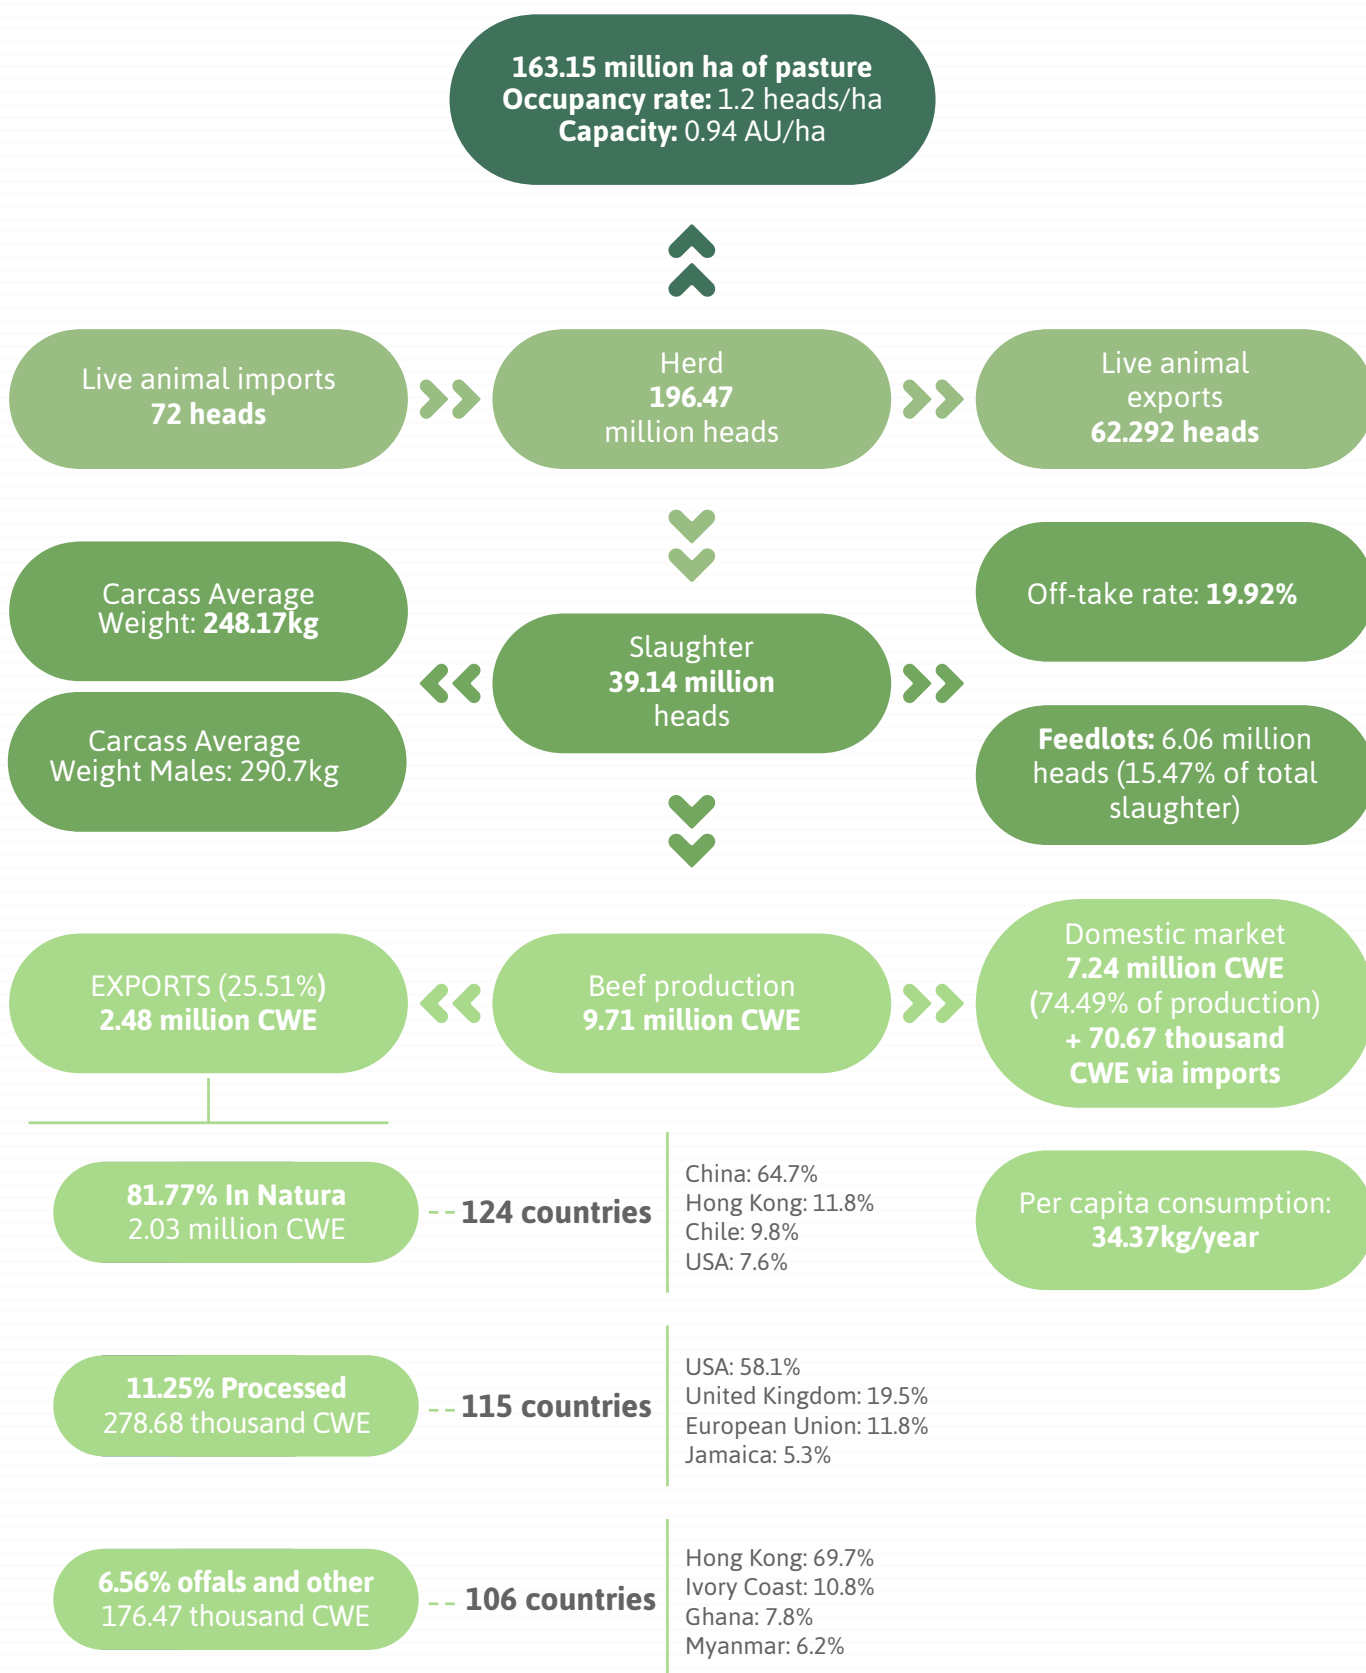 163.15 million ha of pasture
Occupancy rate: 1.2 heads/ha
Capacity: 0.94 AU/ha
Live animal imports
72 heads
Herd
196.47
million heads
Live animal
exports
62.292 heads
Carcass Average
Weight: 248.17kg
Carcass Average
Weight Males: 290.7kg
Slaughter
39.14 million
heads
Off-take rate: 19.92%
Feedlots: 6.06 million
heads (15.47% of total
slaughter)
EXPORTS (25.51%)
2.48 million CWE
Beef production
9.71 million CWE
Domestic market
7.24 million CWE
(74.49% of production)
+ 70.67 thousand
CWE via imports
81.77% In Natura
2.03 million CWE
124 countries
China: 64.7%
Hong Kong: 11.8%
Chile: 9.8%
USA: 7.6%
Per capita consumption:
34.37kg/year
11.25% Processed
278.68 thousand CWE
115 countries
USA: 58.1%
United Kingdom: 19.5%
European Union: 11.8%
Jamaica: 5.3%
6.56% offals and other
176.47 thousand CWE
106 countries
Hong Kong: 69.7%
Ivory Coast: 10.8%
Ghana: 7.8%
Myanmar: 6.2%